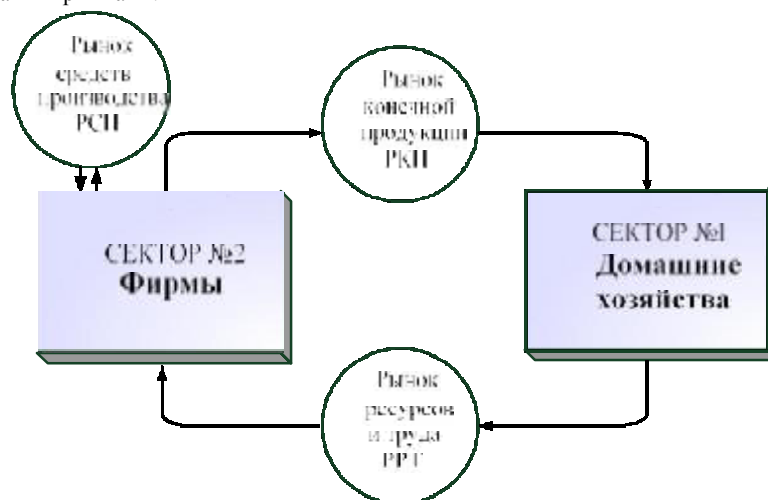 Рынок
средств
производства
РСП
Рынок
конечной
продукции
РКП
СЕКТОР №2
Фирмы
СЕКТОР №1
Домашние
хозяйства
Рынок
ресурсов
и труда
РРТ